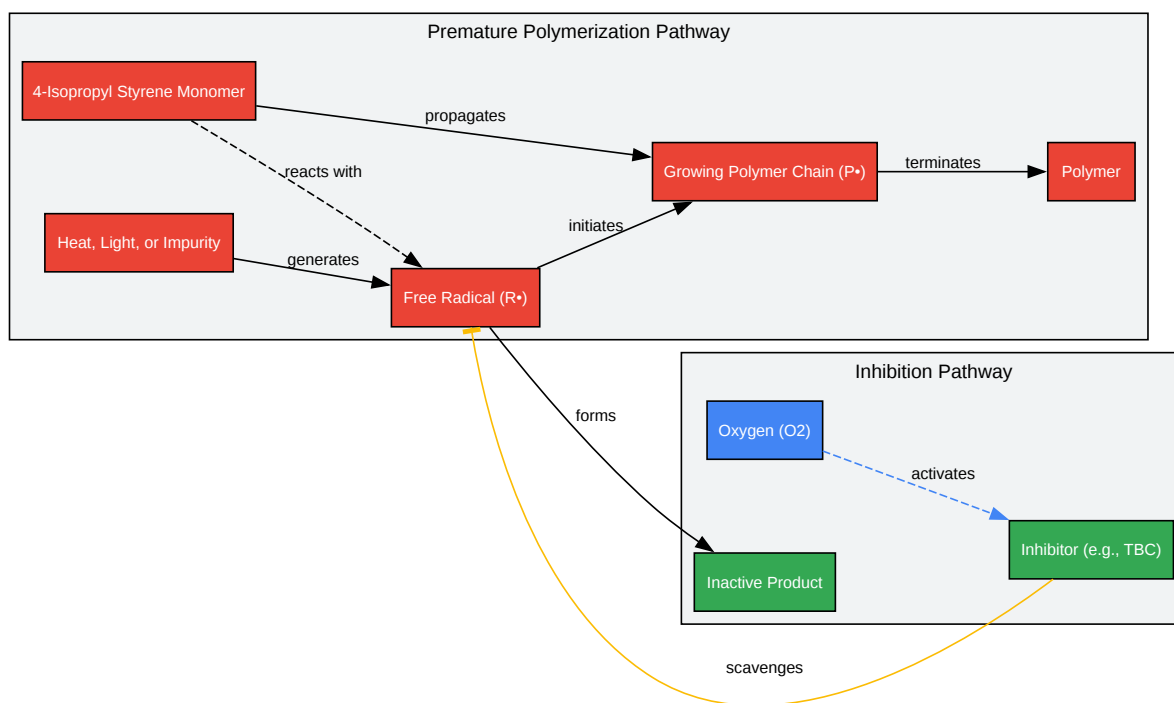 Premature Polymerization Pathway
4-Isopropyl Styrene Monomer
propagates
reacts with
Growing Polymer Chain (P•)
terminates
Polymer
Heat, Light, or Impurity
generates
initiates
Free Radical (R•)
forms
Inhibition Pathway
Oxygen (O2)
activates
Inhibitor (e.g., TBC)
Inactive Product
scavenges